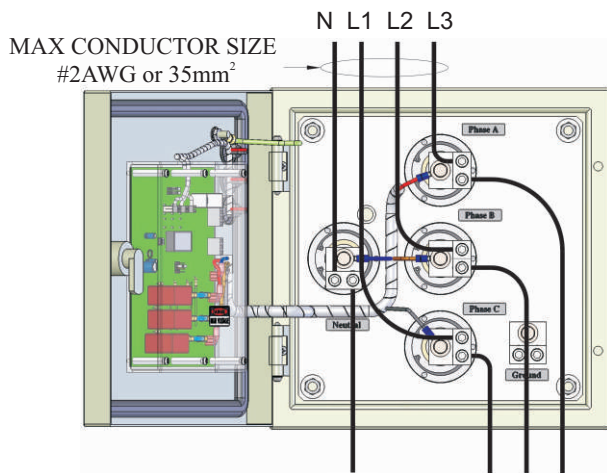 N L1 L2 L3
MAX CONDUCTOR SIZE
#2AWG or 35mm²
Phase A
Phase B
Phase C
Neutral
Ground